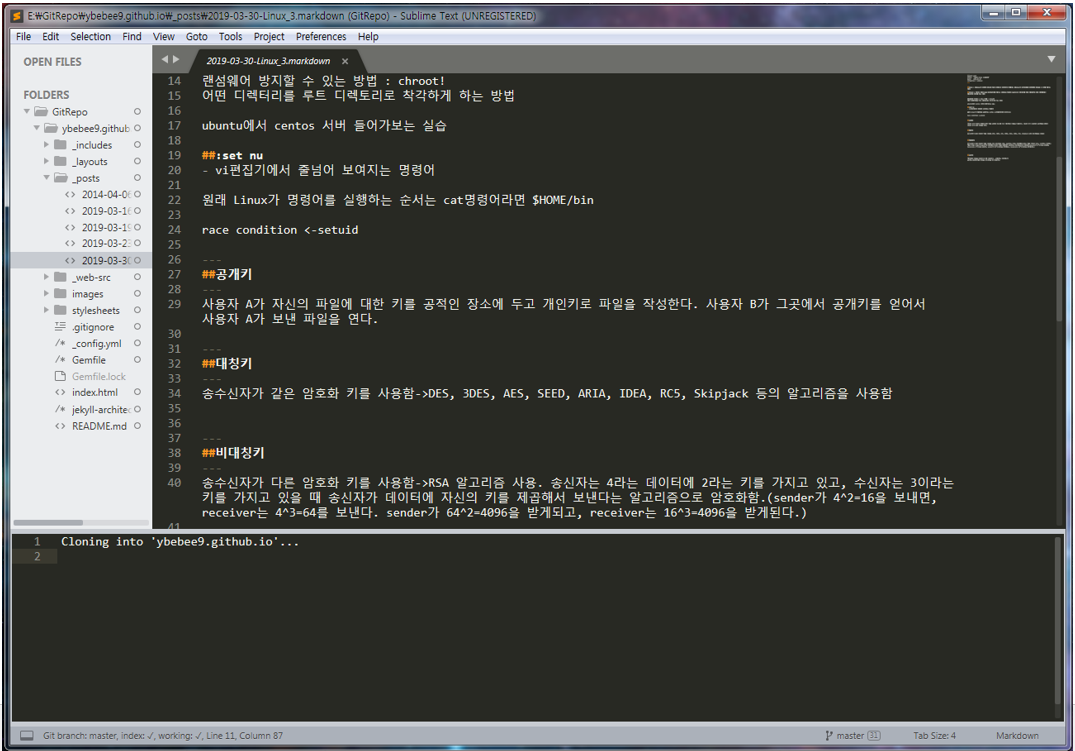 E:₩GitRepo₩ybebee9.github.io₩_posts₩2019-03-30-Linux_3.markdown (GitRepo) - Sublime Text (UNREGISTERED)
File Edit Selection Find View Goto Tools Project Preferences Help
OPEN FILES
FOLDERS
GitRepo
ybebee9.github
_includes
_layouts
_posts
2014-04-06
2019-03-16
2019-03-19
2019-03-23
2019-03-30
_web-src
images
stylesheets
.gitignore
_config.yml
Gemfile
Gemfile.lock
index.html
jekyll-archite
README.md
2019-03-30-Linux_3.markdown
14 랜섬웨어 방지할 수 있는 방법 : chroot!
15 어떤 디렉터리를 루트 디렉토리로 착각하게 하는 방법
16
17 ubuntu에서 centos 서버 들어가보는 실습
18
19 ##:set nu
20 - vi편집기에서 줄넘어 보여지는 명령어
21
22 원래 Linux가 명령어를 실행하는 순서는 cat명령어라면 $HOME/bin
23
24 race condition <-setuid
25
26 ---
27 ##공개키
28 ---
29 사용자 A가 자신의 파일에 대한 키를 공적인 장소에 두고 개인키로 파일을 작성한다. 사용자 B가 그곳에서 공개키를 얻어서
사용자 A가 보낸 파일을 연다.
30
31 ---
32 ##대칭키
33 ---
34 송수신자가 같은 암호화 키를 사용함->DES, 3DES, AES, SEED, ARIA, IDEA, RC5, Skipjack 등의 알고리즘을 사용함
35
36
37 ---
38 ##비대칭키
39 ---
40 송수신자가 다른 암호화 키를 사용함->RSA 알고리즘 사용. 송신자는 4라는 데이터에 2라는 키를 가지고 있고, 수신자는 3이라는
키를 가지고 있을 때 송신자가 데이터에 자신의 키를 제곱해서 보낸다는 알고리즘으로 암호화함.(sender가 4^2=16을 보내면,
receiver는 4^3=64를 보낸다. sender가 64^2=4096을 받게되고, receiver는 16^3=4096을 받게된다.)
41
1 Cloning into 'ybebee9.github.io'...
2
Git branch: master, index: ✓, working: ✓, Line 11, Column 87
master 31
Tab Size: 4
Markdown